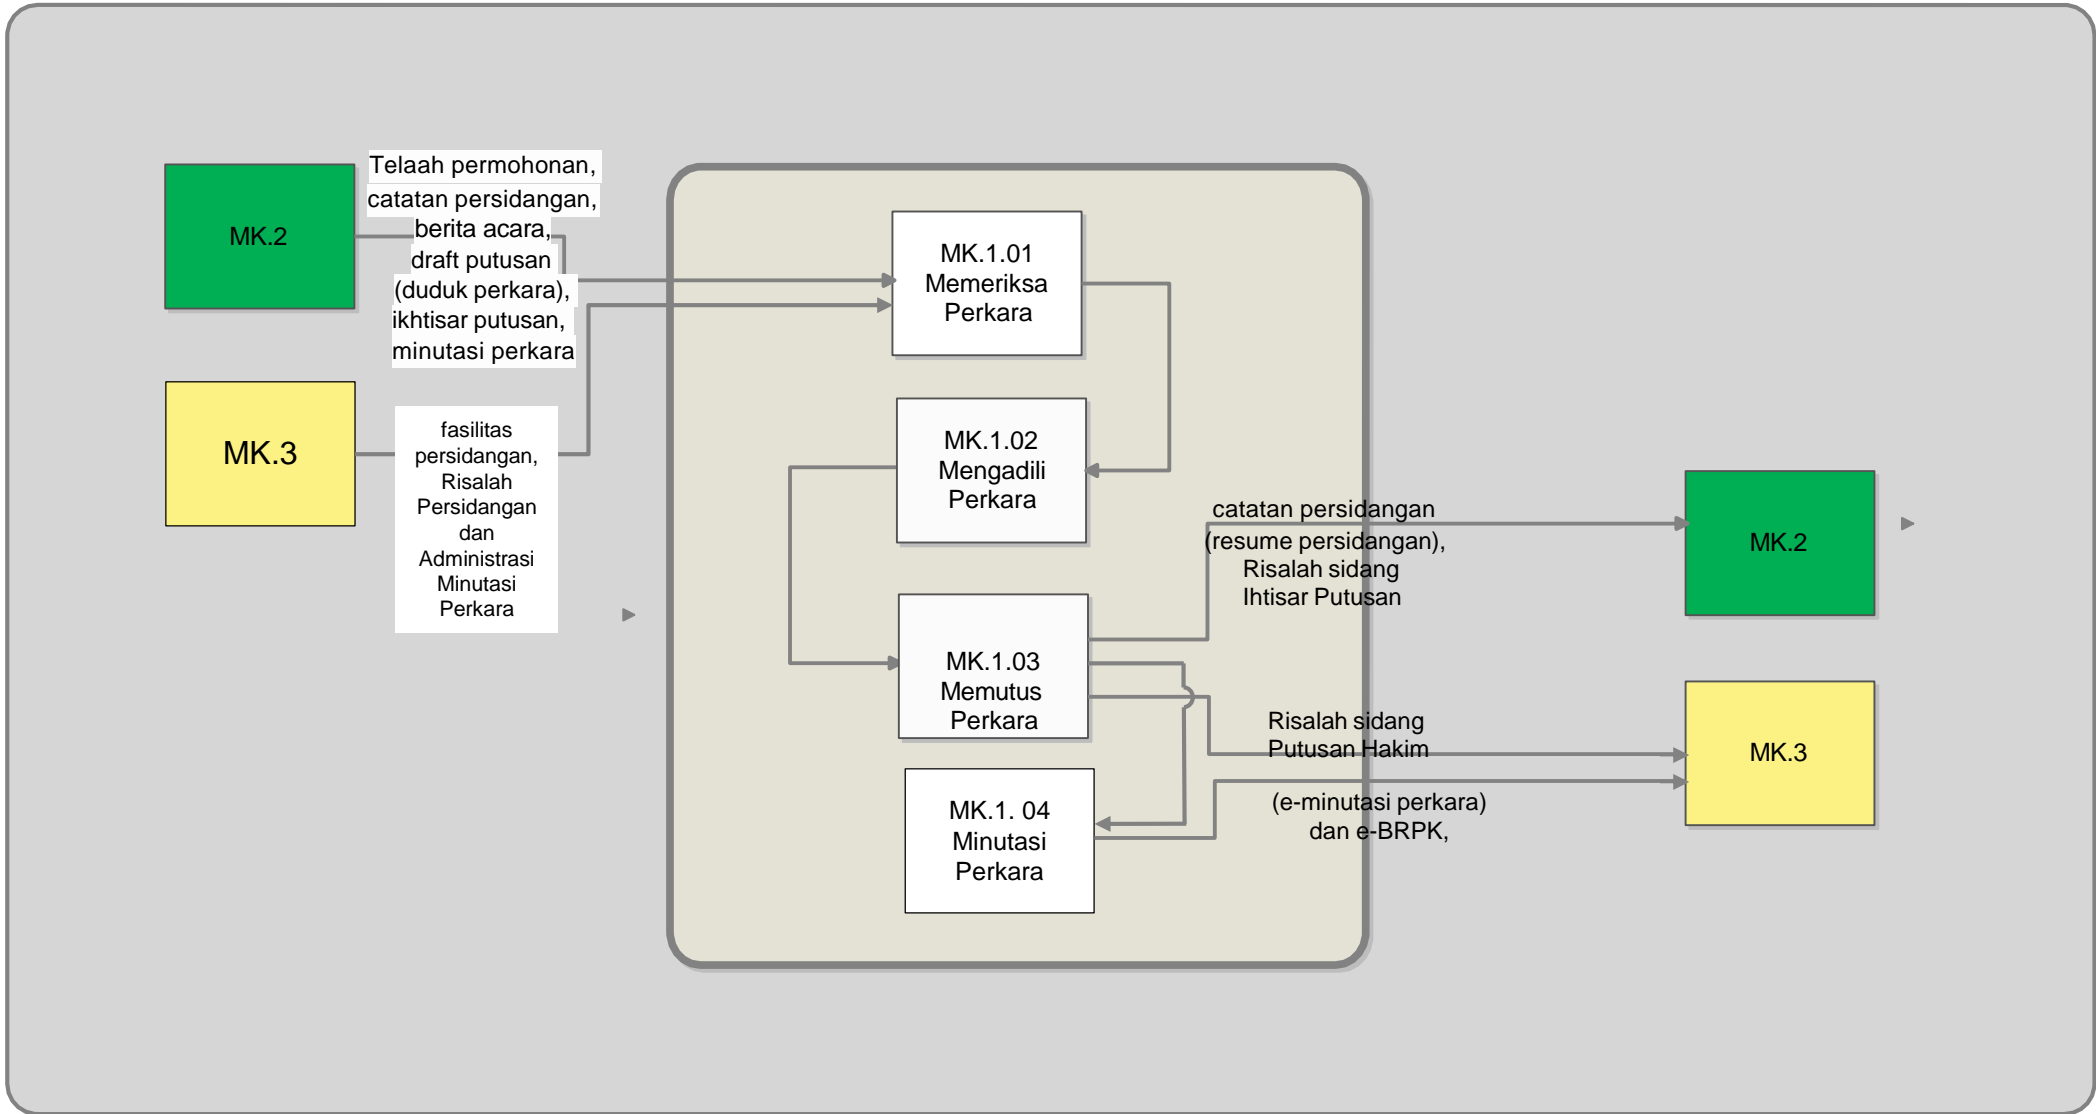 MK.2
Telaah permohonan,
catatan persidangan,
berita acara,
draft putusan
(duduk perkara),
ikhtisar putusan,
minutasi perkara
MK.3
fasilitas
persidangan,
Risalah
Persidangan
dan
Administrasi
Minutasi
Perkara
MK.1.01
Memeriksa
Perkara
MK.1.02
Mengadili
Perkara
MK.1.03
Memutus
Perkara
MK.1. 04
Minutasi
Perkara
catatan persidangan
(resume persidangan),
Risalah sidang
Ihtisar Putusan
Risalah sidang
Putusan Hakim
(e-minutasi perkara)
dan e-BRPK,
MK.2
MK.3